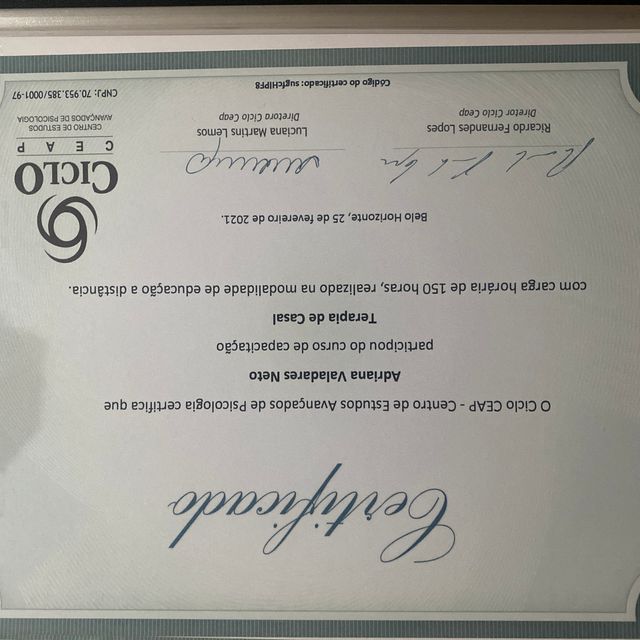 Certificado
O Ciclo CEAP - Centro de Estudos Avançados de Psicologia certifica que
Adriana Valadares Neto
participou do curso de capacitação
Terapia de Casal
com carga horária de 150 horas, realizado na modalidade de educação a distância.
Belo Horizonte, 25 de fevereiro de 2021.
Ricardo Fernandes Lopes
Diretor Ciclo Ceap
Luciana Martins Lemos
Diretora Ciclo Ceap
CICLO
CEAP
CENTRO DE ESTUDOS
AVANÇADOS DE PSICOLOGIA
Código do certificado: sugfcHlPF8
CNPJ: 70.953.385/0001-97